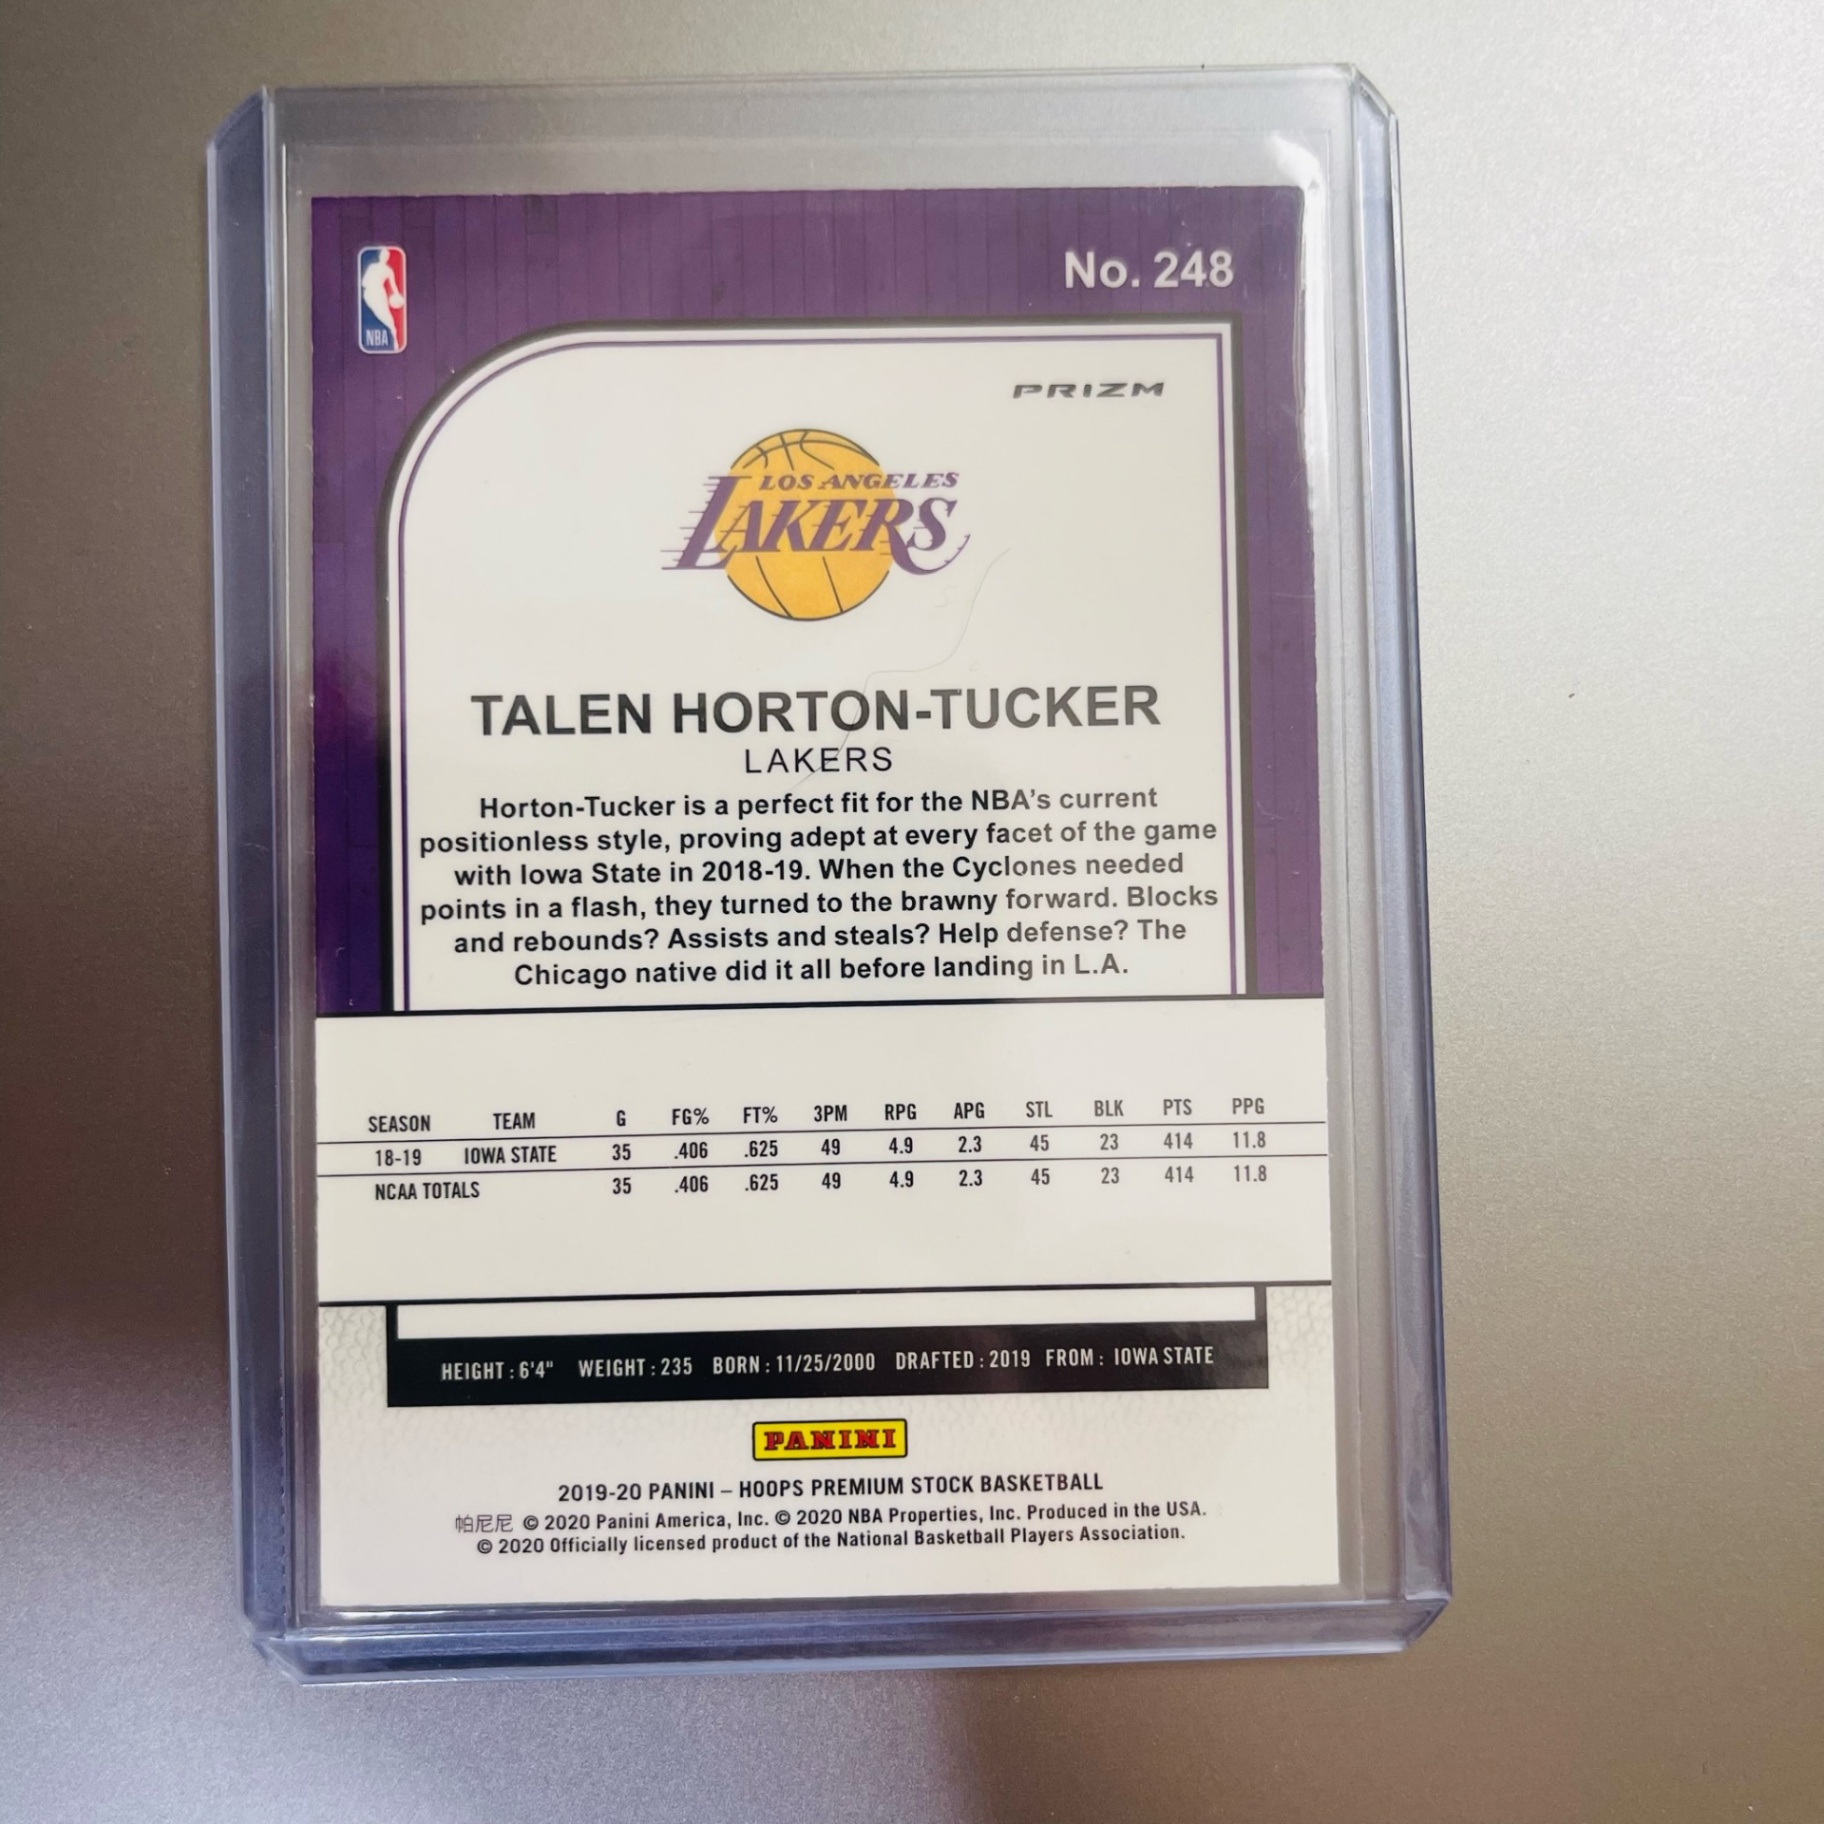 NBA
No. 248
PRIZM
LOS ANGELES
LAKERS
TALEN HORTON-TUCKER
LAKERS
Horton-Tucker is a perfect fit for the NBA's current
positionless style, proving adept at every facet of the game
with Iowa State in 2018-19. When the Cyclones needed
points in a flash, they turned to the brawny forward. Blocks
and rebounds? Assists and steals? Help defense? The
Chicago native did it all before landing in L.A.
SEASON TEAM G FG% FT% 3PM RPG APG STL BLK PTS PPG
18-19 IOWA STATE 35 .406 .625 49 4.9 2.3 45 23 414 11.8
NCAA TOTALS 35 .406 .625 49 4.9 2.3 45 23 414 11.8
HEIGHT : 6'4" WEIGHT : 235 BORN : 11/25/2000 DRAFTED : 2019 FROM : IOWA STATE
PANINI
2019-20 PANINI – HOOPS PREMIUM STOCK BASKETBALL
帕尼尼 © 2020 Panini America, Inc. © 2020 NBA Properties, Inc. Produced in the USA.
© 2020 Officially licensed product of the National Basketball Players Association.